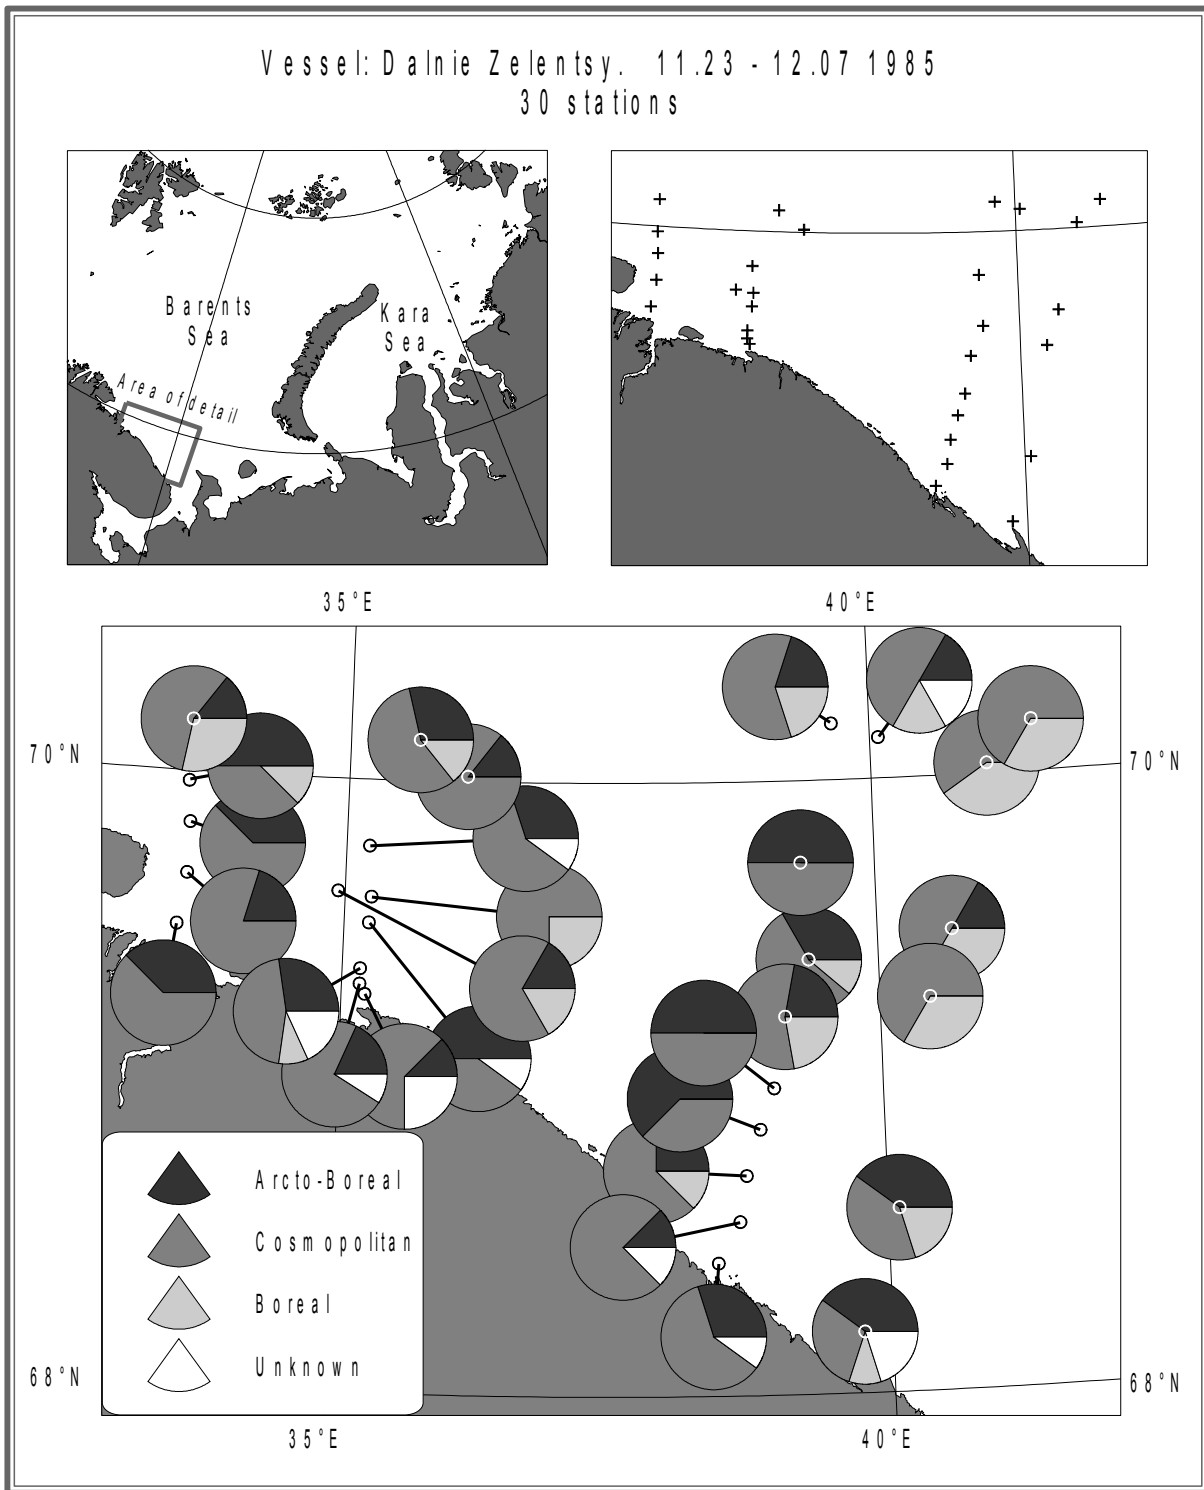 Vessel: Dalnie Zelentsy. 11.23 - 12.07 1985
30 stations
Barents
Sea
Kara
Sea
Area of detail
35°E
40°E
70°N
70°N
Arcto-Boreal
Cosmopolitan
Boreal
Unknown
68°N
68°N
35°E
40°E